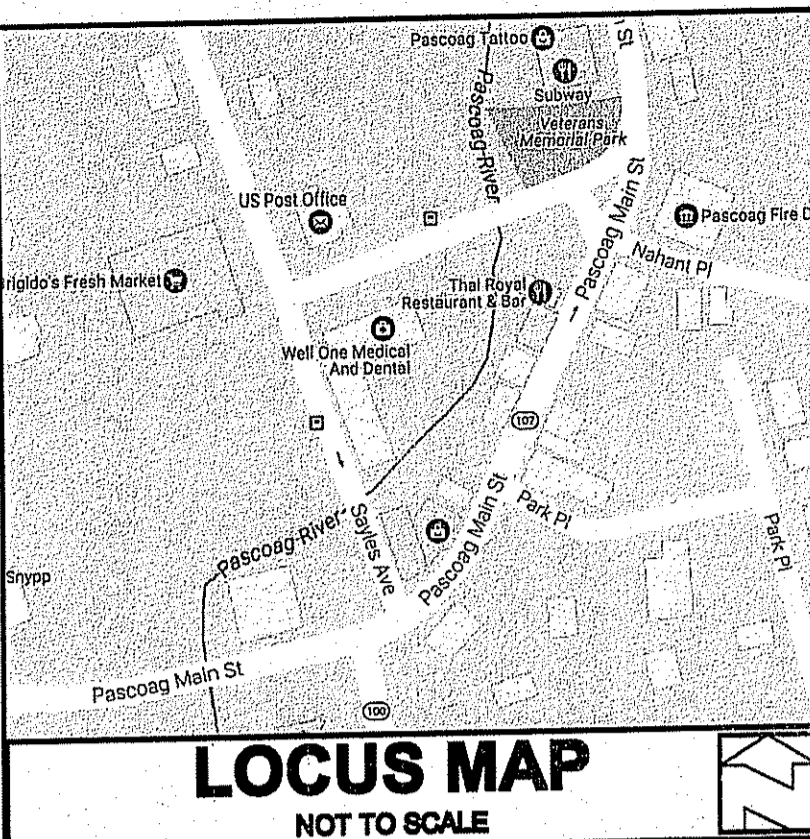 Pascoag Tattoo
St
Subway
Pascoag River
Veterans
Memorial Park
US Post Office
Pascoag Main St
Pascoag Fire D
Nahant Pl
rigido's Fresh Market
Thai Royal
Restaurant & Bar
Well One Medical
And Dental
107
Pascoag Main St
Park Pl
Sayles Ave
Park Pl
Pascoag River
Snypp
Pascoag Main St
100
LOCUS MAP
NOT TO SCALE